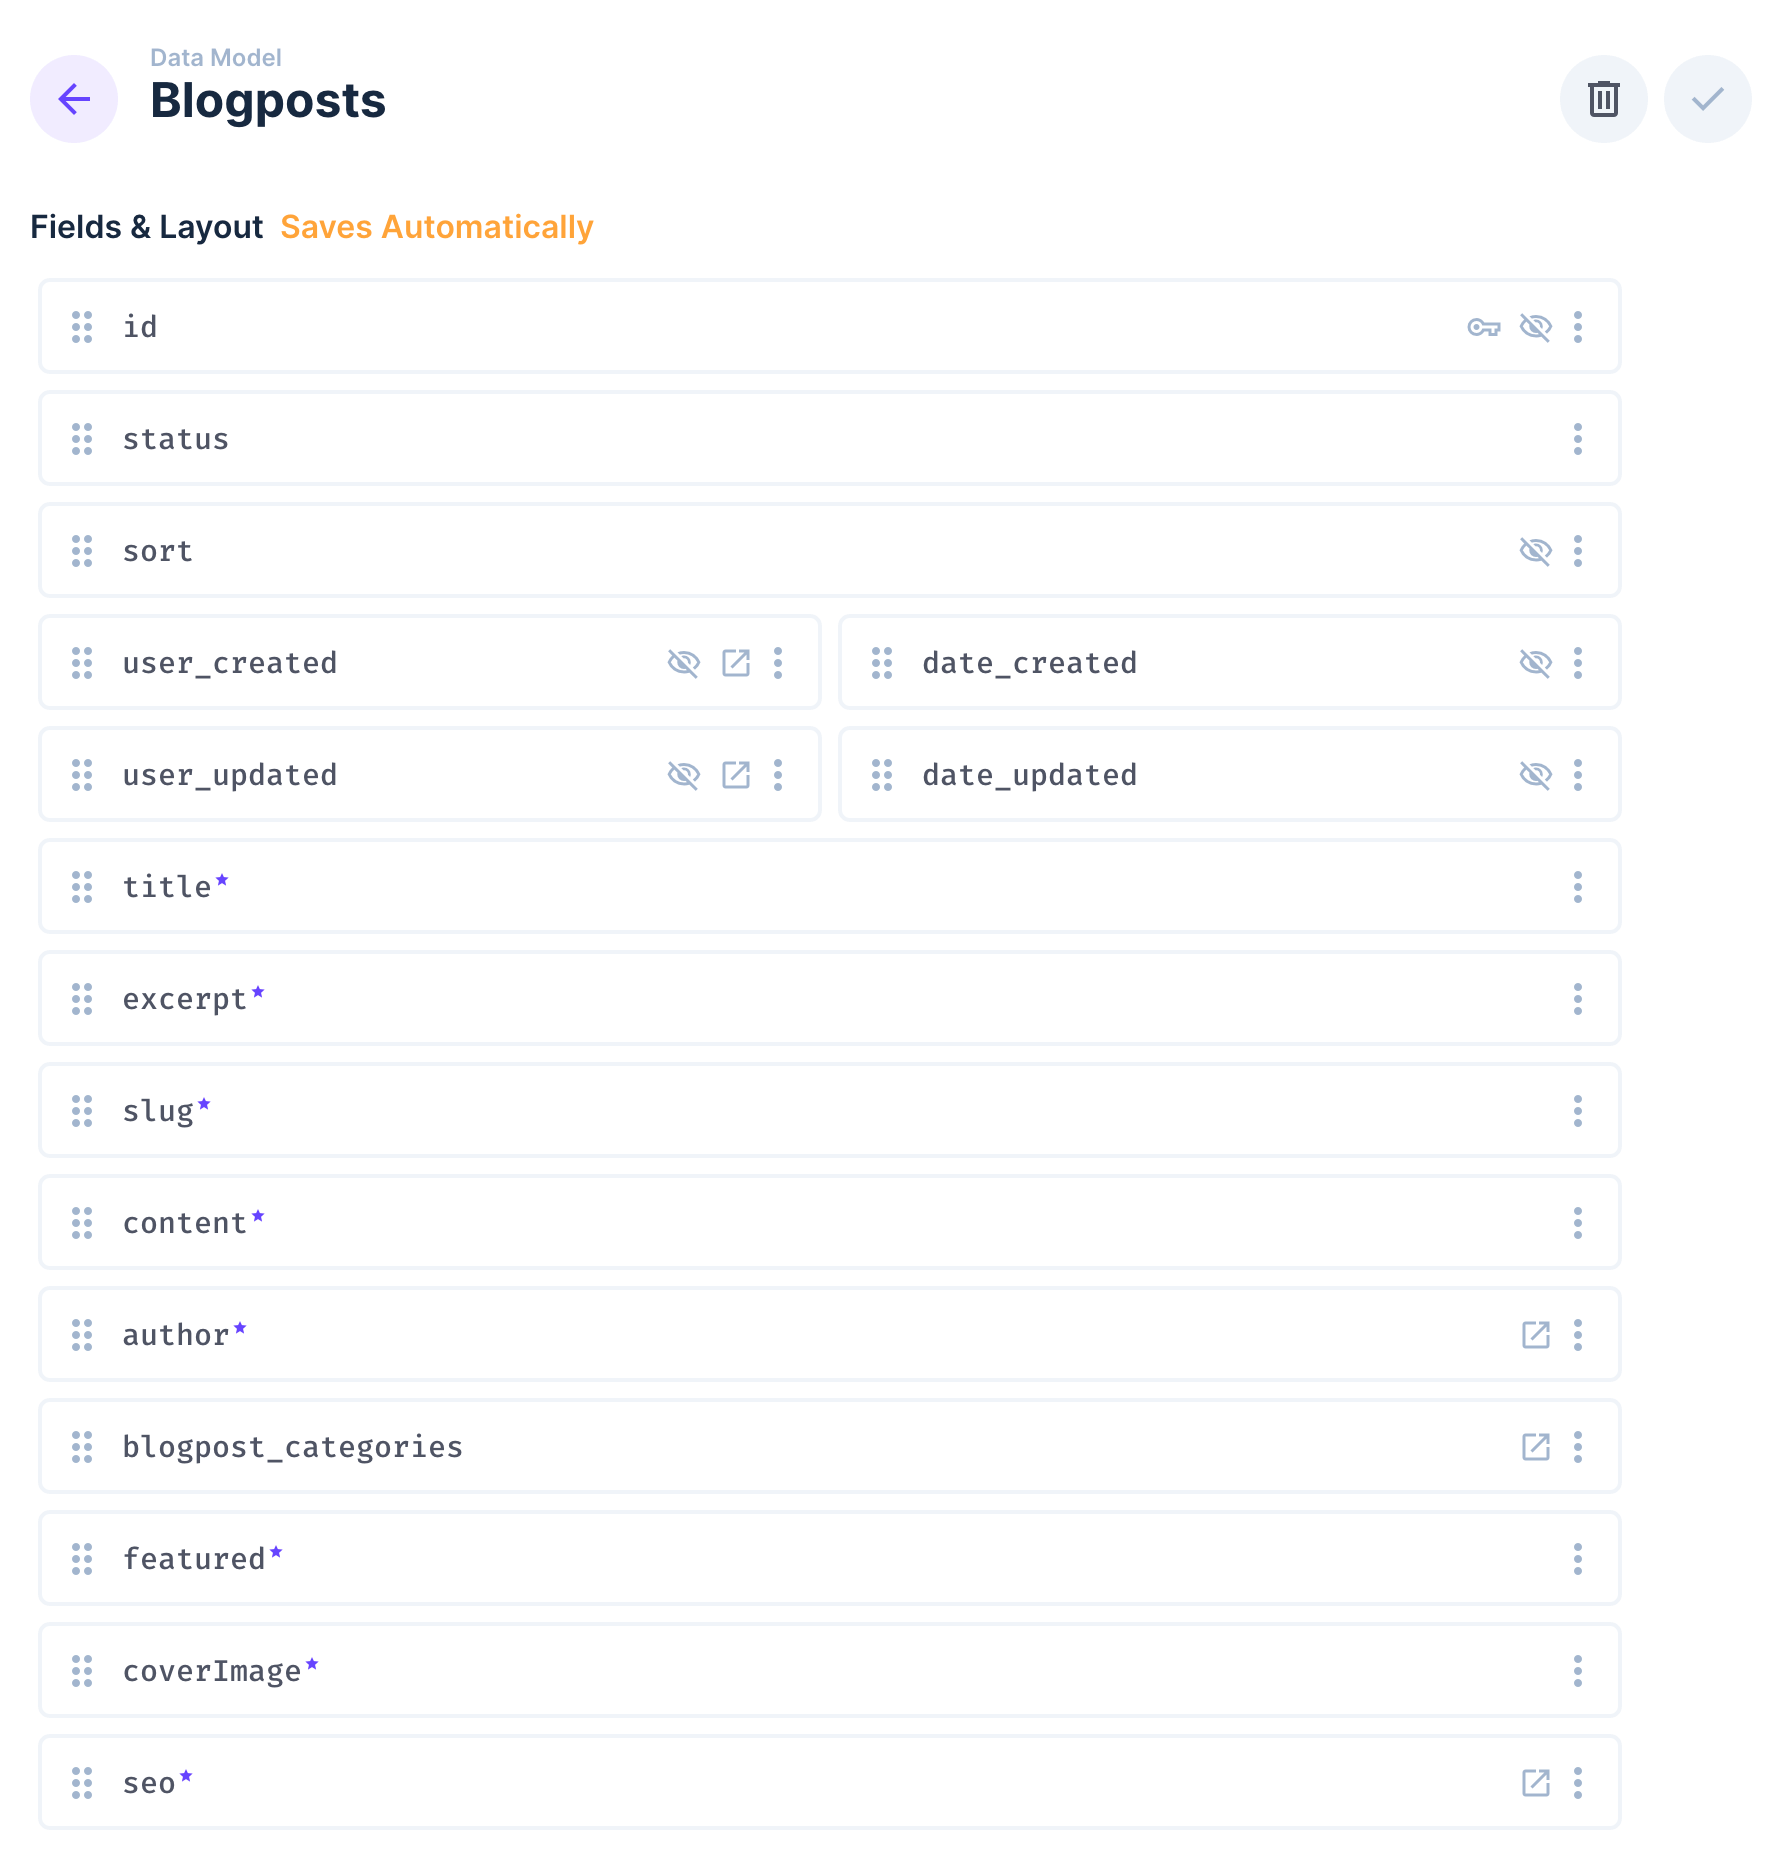 Data Model
Blogposts
Fields & Layout Saves Automatically
id
status
sort
user_created date_created
user_updated date_updated
title*
excerpt*
slug*
content*
author*
blogpost_categories
featured*
coverImage*
seo*